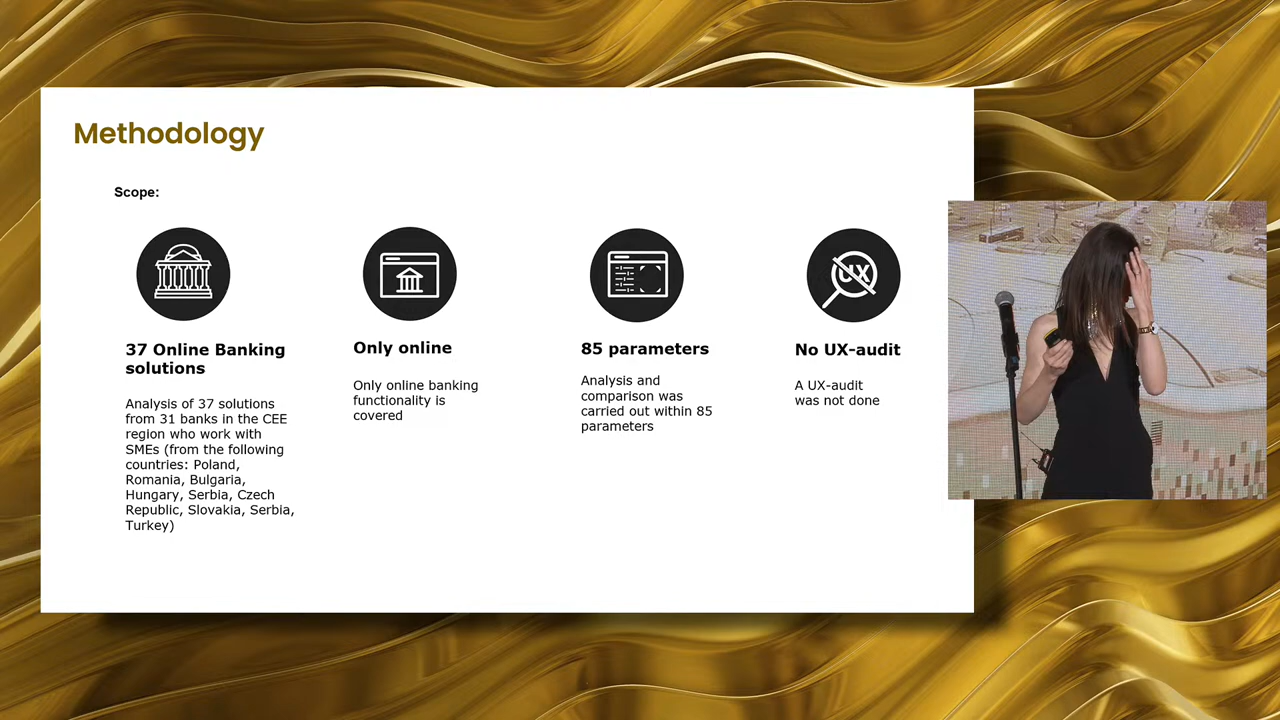 Methodology
Scope:
UX
37 Online Banking
solutions
Analysis of 37 solutions
from 31 banks in the CEE
region who work with
SMEs (from the following
countries: Poland,
Romania, Bulgaria,
Hungary, Serbia, Czech
Republic, Slovakia, Serbia,
Turkey)
Only online
Only online banking
functionality is
covered
85 parameters
Analysis and
comparison was
carried out within 85
parameters
No UX-audit
A UX-audit
was not done